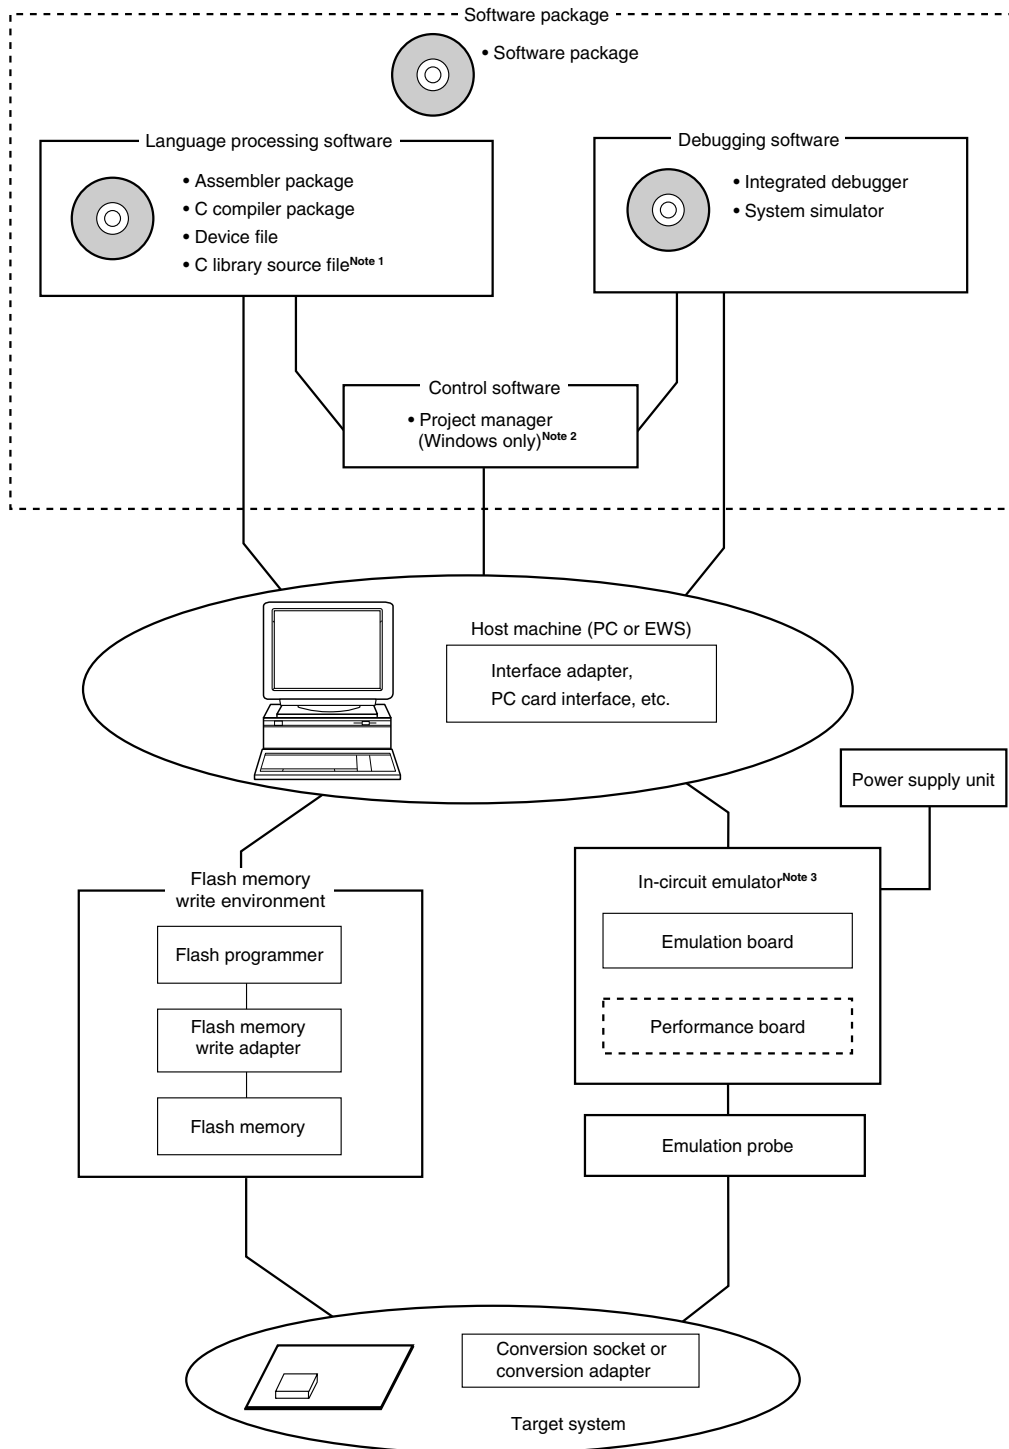 Software package
• Software package
Language processing software
• Assembler package
• C compiler package
• Device file
• C library source fileNote 1
Debugging software
• Integrated debugger
• System simulator
Control software
• Project manager
(Windows only)Note 2
Host machine (PC or EWS)
Interface adapter,
PC card interface, etc.
Power supply unit
Flash memory
write environment
Flash programmer
Flash memory
write adapter
Flash memory
In-circuit emulatorNote 3
Emulation board
Performance board
Emulation probe
Conversion socket or
conversion adapter
Target system